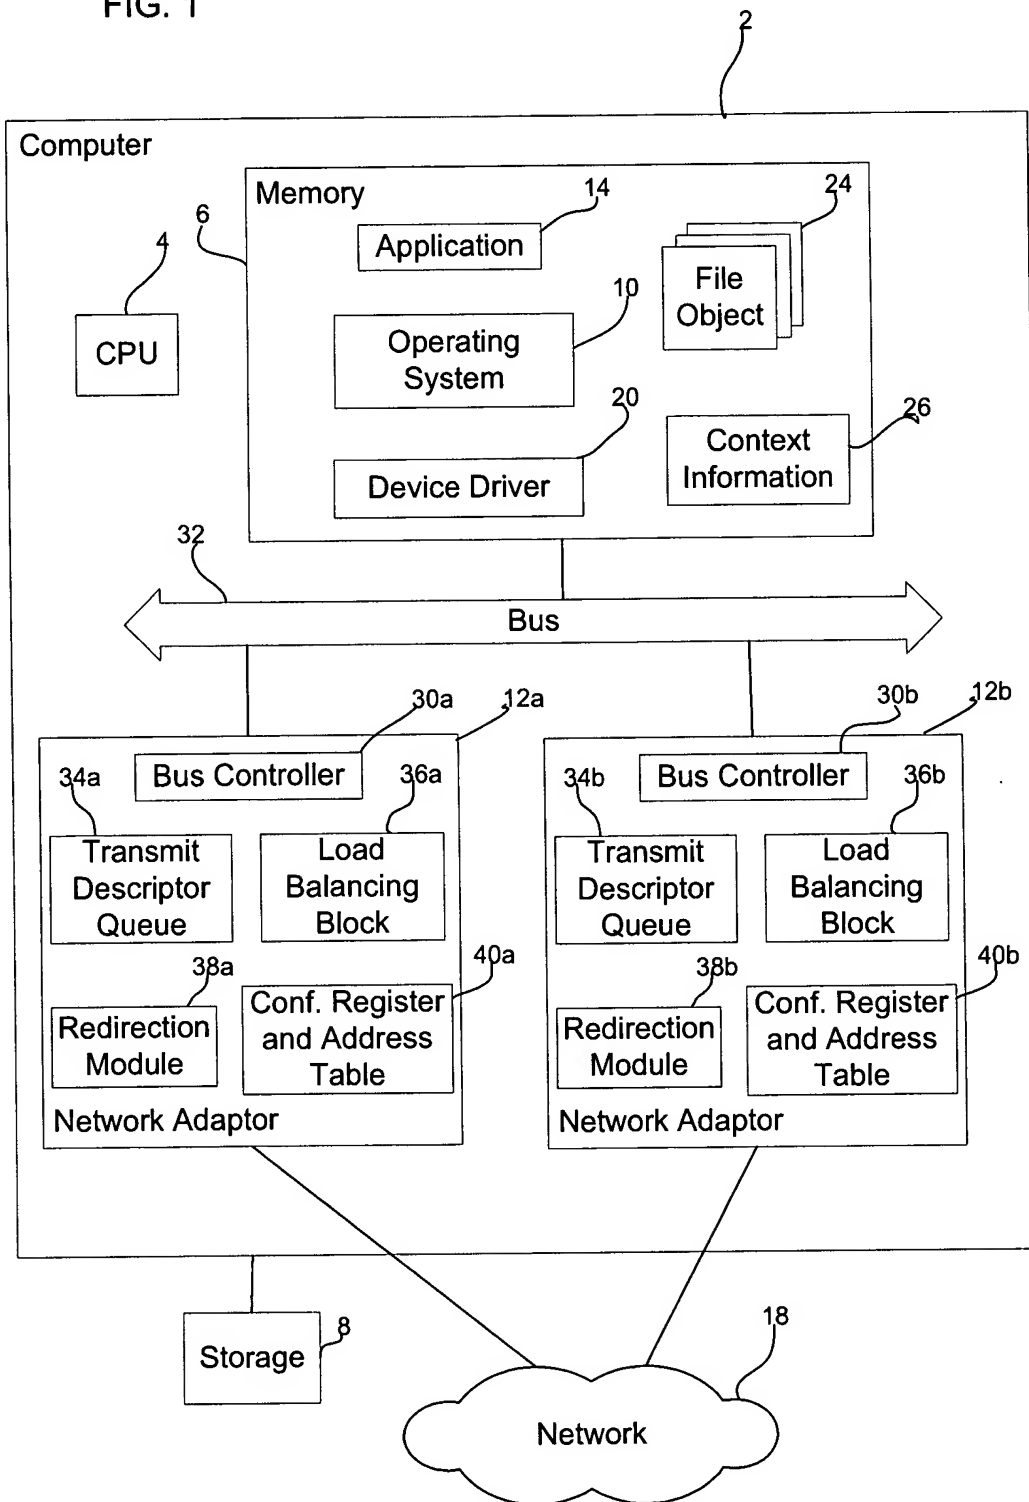 FIG. 1
2
Computer
Memory
14
24
6
4
Application
File
Object
10
CPU
Operating
System
20
26
Context
Information
Device Driver
32
Bus
30a
12a
30b
12b
34a
Bus Controller
36a
34b
Bus Controller
36b
Transmit
Descriptor
Queue
Load
Balancing
Block
Transmit
Descriptor
Queue
Load
Balancing
Block
38a
40a
38b
40b
Redirection
Module
Conf. Register
and Address
Table
Redirection
Module
Conf. Register
and Address
Table
Network Adaptor
Network Adaptor
8
Storage
18
Network